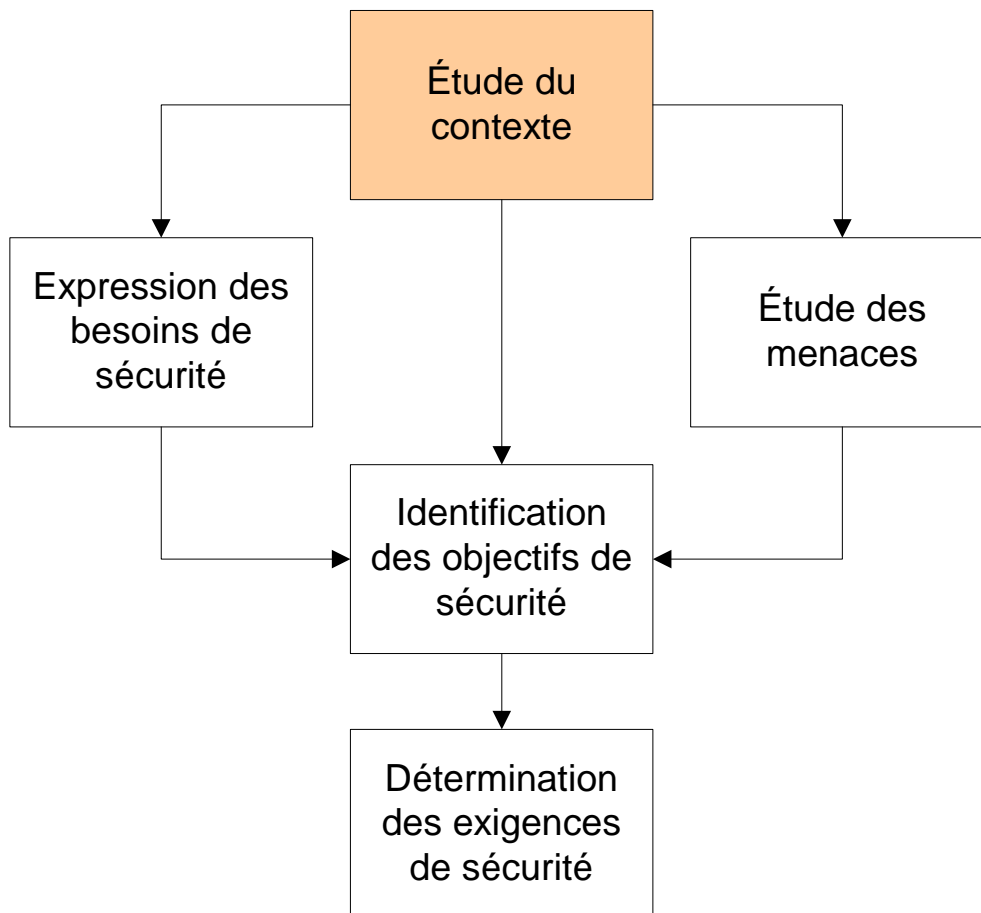 Étude du
contexte
Expression des
besoins de
sécurité
Étude des
menaces
Identification
des objectifs de
sécurité
Détermination
des exigences
de sécurité